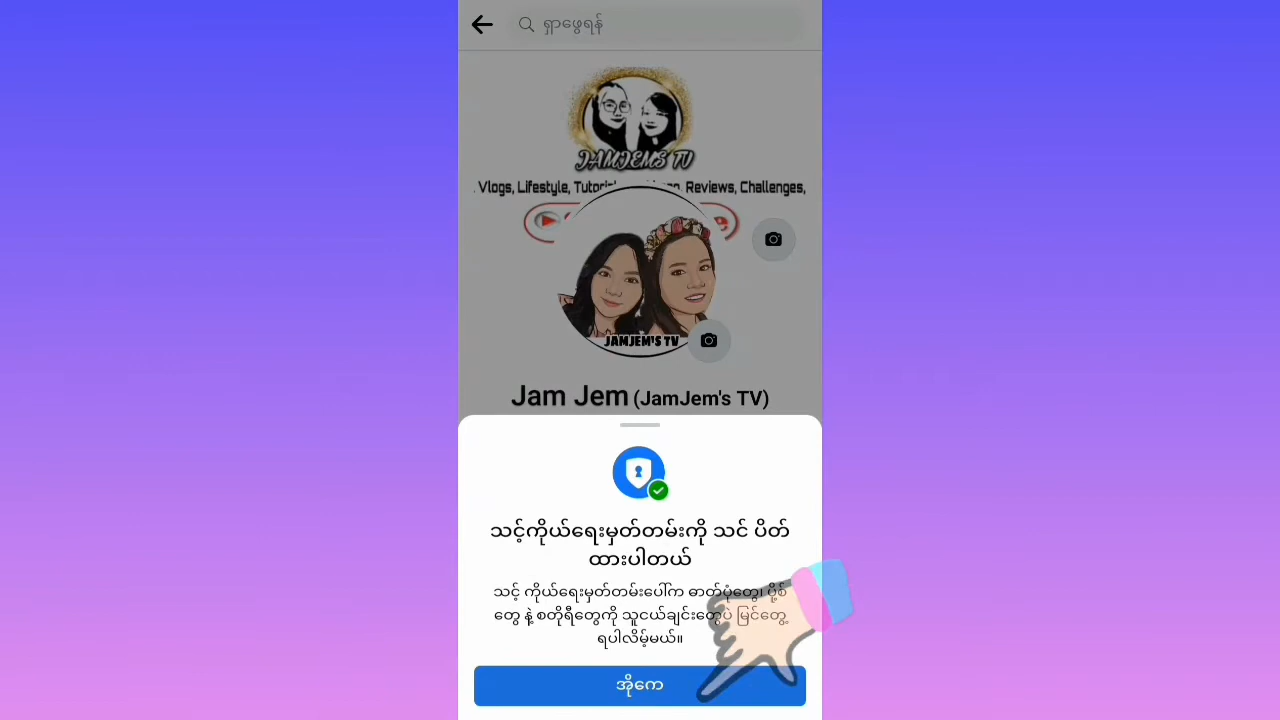 ရှာဖွေရန်
JAMJEMS TV
Vlogs, Lifestyle, Reviews, Challenges,
JAMJEM'S TV
Jam Jem (JamJem's TV)
သင့်ကိုယ်ရေးမှတ်တမ်းကို သင် ပိတ်
ထားပါတယ်
သင့် ကိုယ်ရေးမှတ်တမ်းပေါ်က ဓာတ်ပုံတွေ၊ ပို့စ်
တွေ နဲ့ စတိုရီတွေကို သူငယ်ချင်းတွေပဲ မြင်တွေ့
ရပါလိမ့်မယ်။
အိုကေ